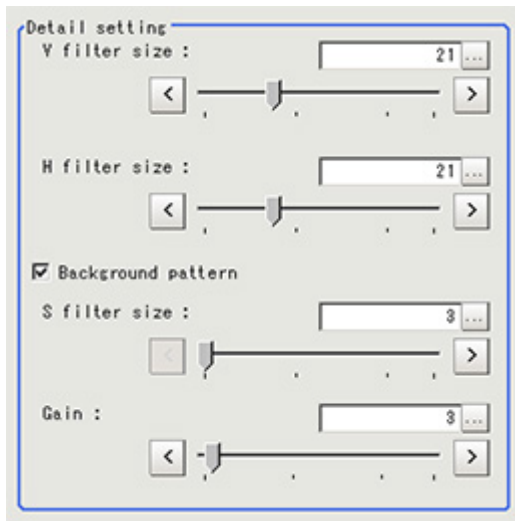 Detail setting
V filter size :
21 ...
< >
H filter size :
21 ...
< >
Background pattern
S filter size :
3 ...
< >
Gain :
3 ...
< >